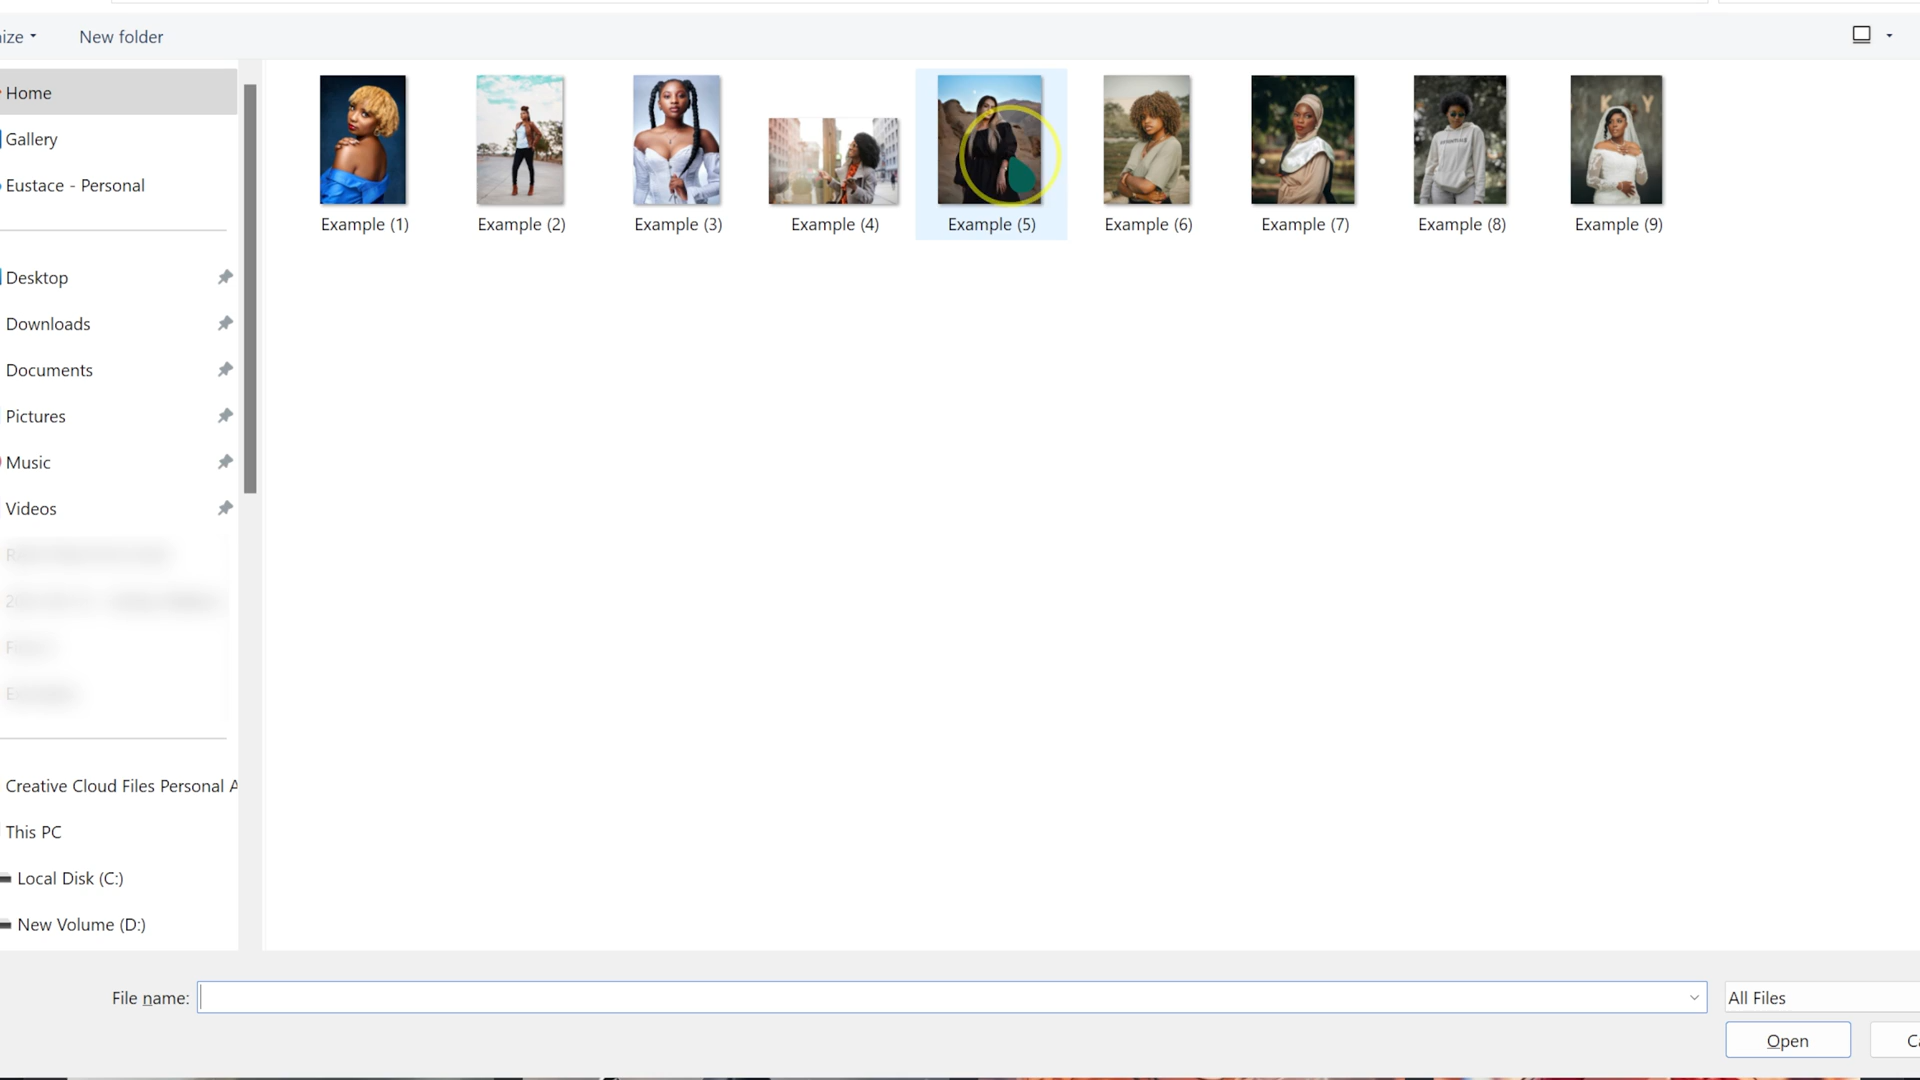 ize
New folder
Home
Gallery
Eustace - Personal
Desktop
Downloads
Documents
Pictures
Music
Videos
Creative Cloud Files Personal A
This PC
Local Disk (C:)
New Volume (D:)
Example (1)
Example (2)
Example (3)
Example (4)
Example (5)
Example (6)
Example (7)
Example (8)
Example (9)
File name:
All Files
Open
Ca